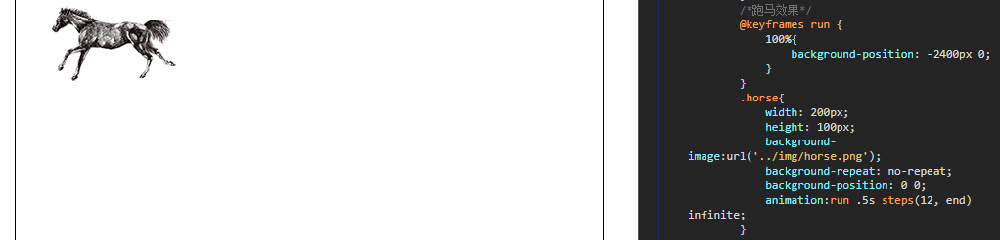 /*跑马效果*/
@keyframes run {
100%{
background-position: -2400px 0;
}
}
.horse{
width: 200px;
height: 100px;
background-
image:url('../img/horse.png');
background-repeat: no-repeat;
background-position: 0 0;
animation:run .5s steps(12, end)
infinite;
}